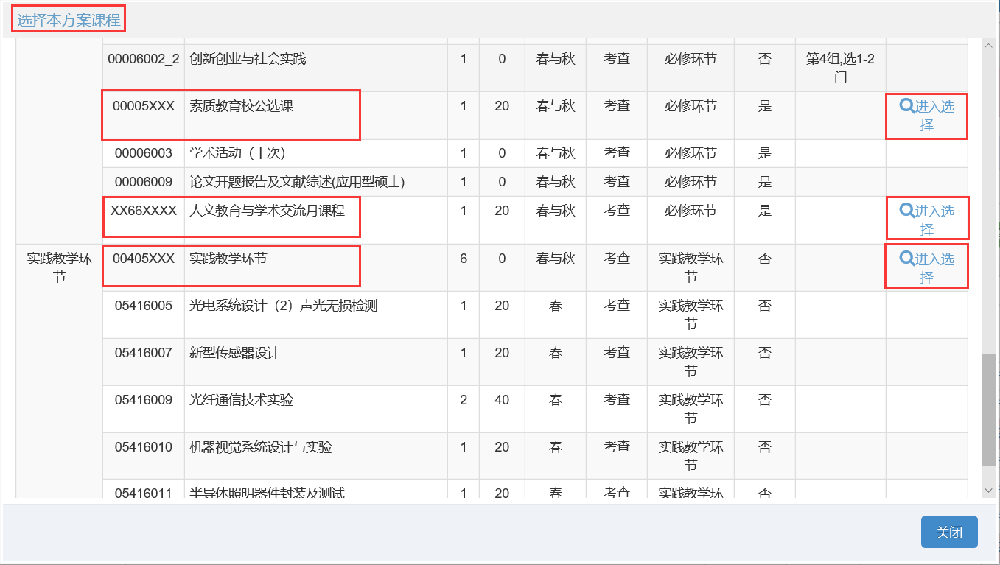 选择本方案课程
00006002_2 创新创业与社会实践 1 0 春与秋 考查 必修环节 否 第4组,选1-2
门
00005XXX 素质教育校公选课 1 20 春与秋 考查 必修环节 是 进入选
择
00006003 学术活动（十次） 1 0 春与秋 考查 必修环节 是
00006009 论文开题报告及文献综述(应用型硕士) 1 0 春与秋 考查 必修环节 是
XX66XXXX 人文教育与学术交流月课程 1 20 春与秋 考查 必修环节 是 进入选
择
实践教学环 00405XXX 实践教学环节 6 0 春与秋 考查 实践教学环 否 进入选
节 节 择
05416005 光电系统设计（2）声光无损检测 1 20 春 考查 实践教学环 否
节
05416007 新型传感器设计 1 20 春 考查 实践教学环 否
节
05416009 光纤通信技术实验 2 40 春 考查 实践教学环 否
节
05416010 机器视觉系统设计与实验 1 20 春 考查 实践教学环 否
节
05416011 半导体照明器件封装及测试 1 20 春 考查 实践教学环 否
关闭